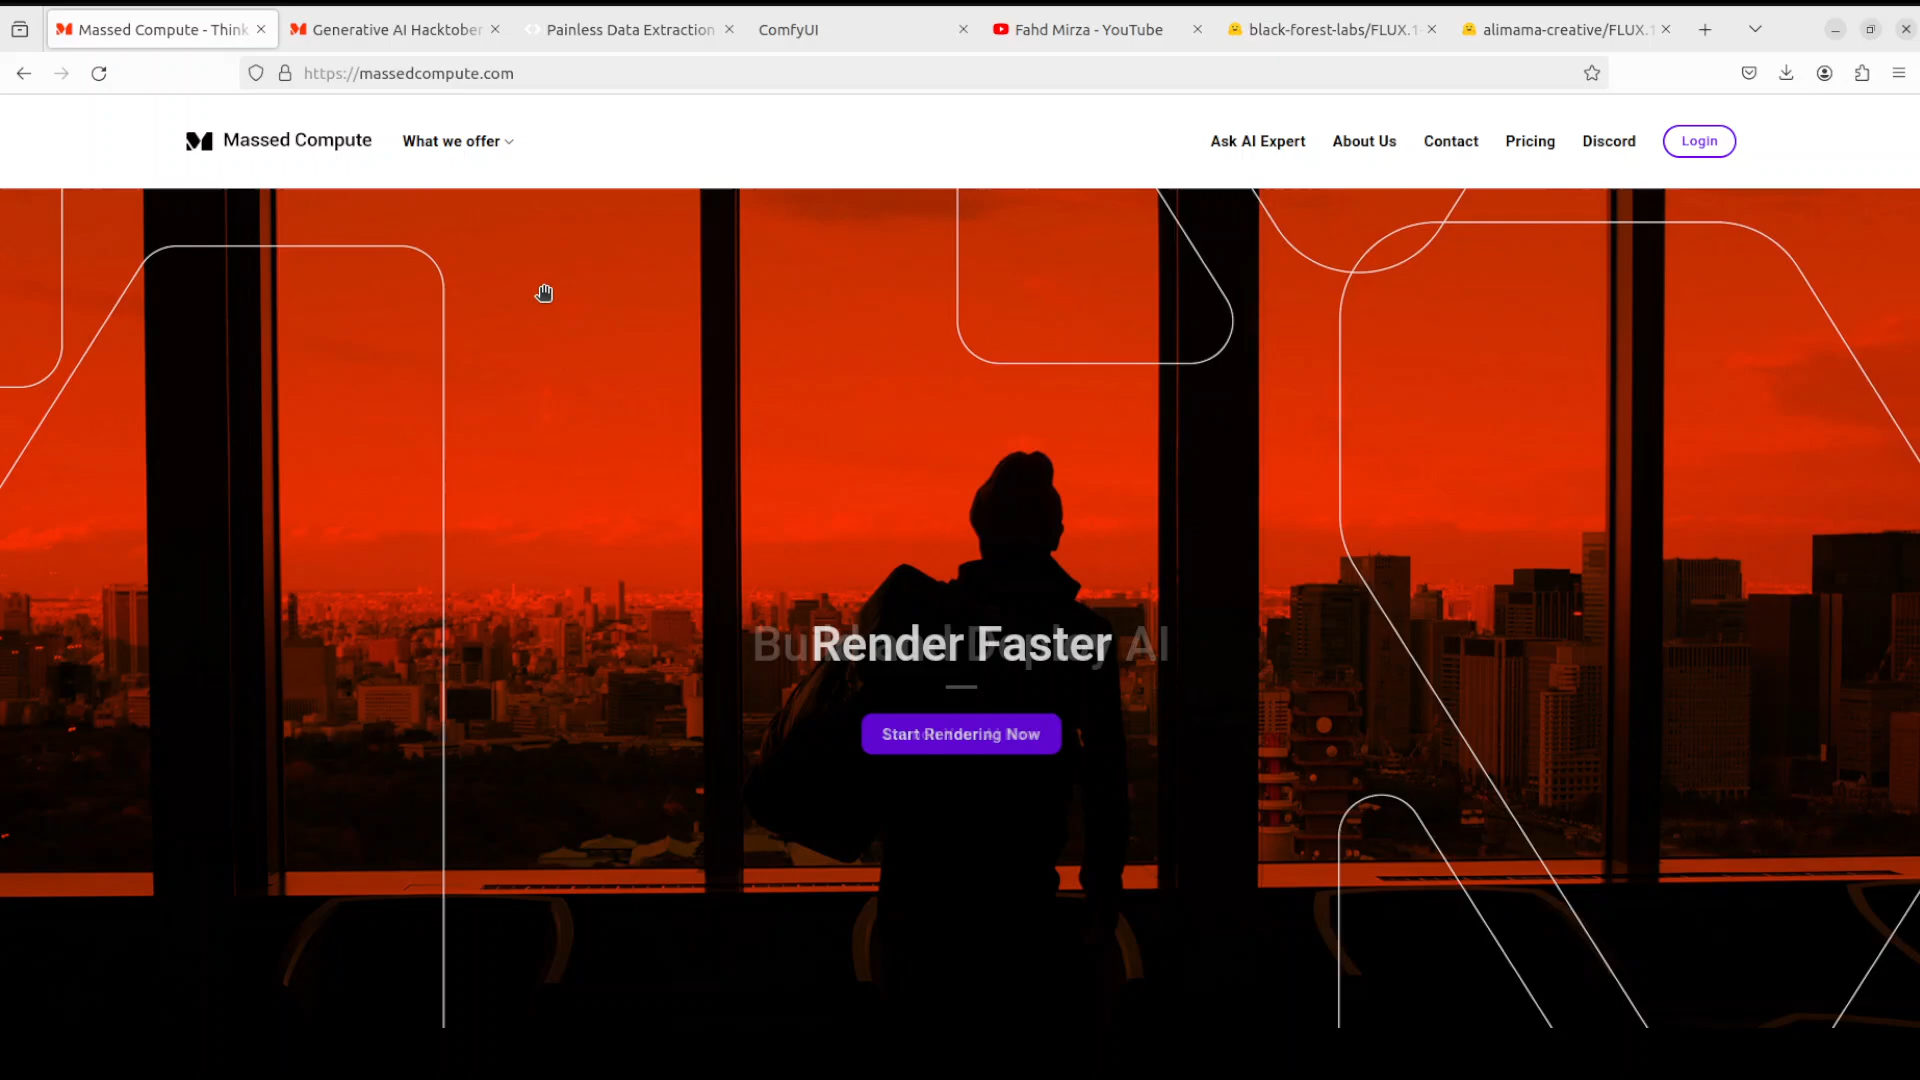 Massed Compute - Think
Generative AI Hacktober
Painless Data Extraction
ComfyUI
Fahd Mirza - YouTube
black-forest-labs/FLUX.1-
alimama-creative/FLUX.1
https://massedcompute.com
Massed Compute
What we offer
Ask AI Expert
About Us
Contact
Pricing
Discord
Login
Render Faster
Start Rendering Now